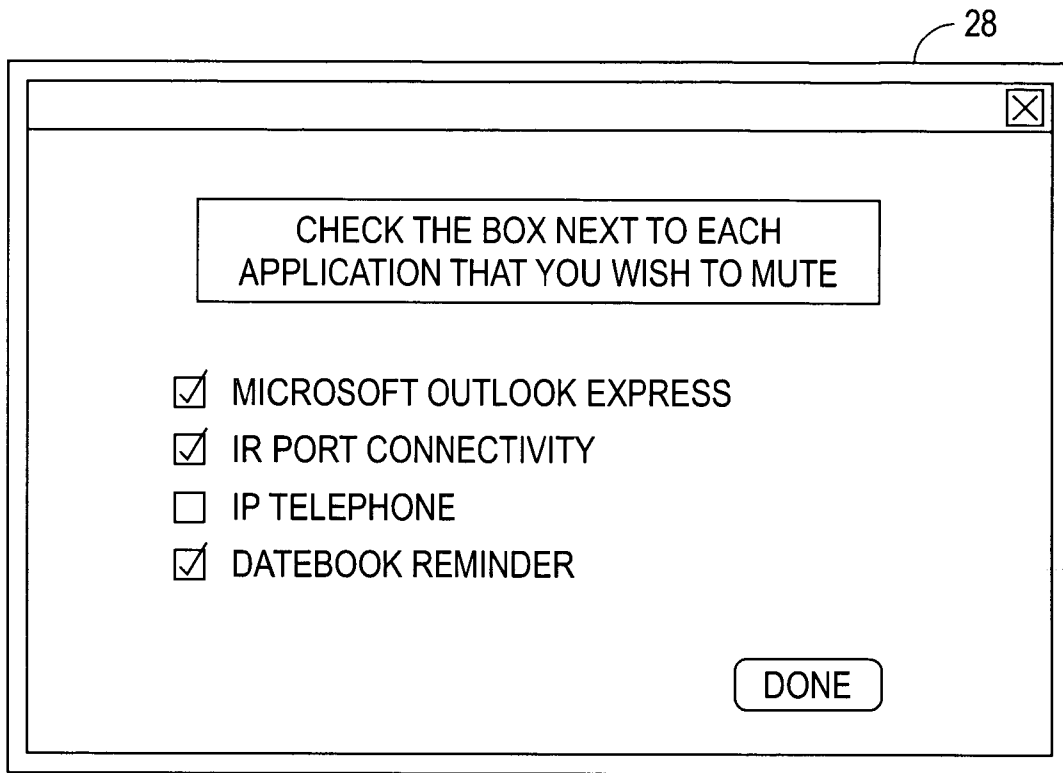 28
CHECK THE BOX NEXT TO EACH
APPLICATION THAT YOU WISH TO MUTE
MICROSOFT OUTLOOK EXPRESS
IR PORT CONNECTIVITY
IP TELEPHONE
DATEBOOK REMINDER
DONE